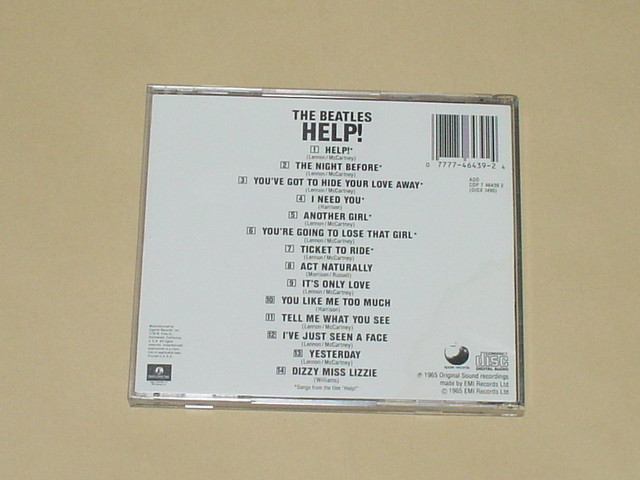 THE BEATLES
HELP!
1 HELP!*
(Lennon/McCartney)
2 THE NIGHT BEFORE*
(Lennon/McCartney)
3 YOU'VE GOT TO HIDE YOUR LOVE AWAY*
(Lennon/McCartney)
4 I NEED YOU*
(Harrison)
5 ANOTHER GIRL*
(Lennon/McCartney)
6 YOU'RE GOING TO LOSE THAT GIRL*
(Lennon/McCartney)
7 TICKET TO RIDE*
(Lennon/McCartney)
8 ACT NATURALLY
(Morrison/Russell)
9 IT'S ONLY LOVE
(Lennon/McCartney)
10 YOU LIKE ME TOO MUCH
(Harrison)
11 TELL ME WHAT YOU SEE
(Lennon/McCartney)
12 I'VE JUST SEEN A FACE
(Lennon/McCartney)
13 YESTERDAY
(Lennon/McCartney)
14 DIZZY MISS LIZZIE
(Williams)
*Songs from the film "Help!"
0 7777-46439-2 4
CDP 7 46439 2
COMPACT
disc
DIGITAL AUDIO
℗ 1965 Original Sound recordings
made by EMI Records Ltd
© 1965 EMI Records Ltd